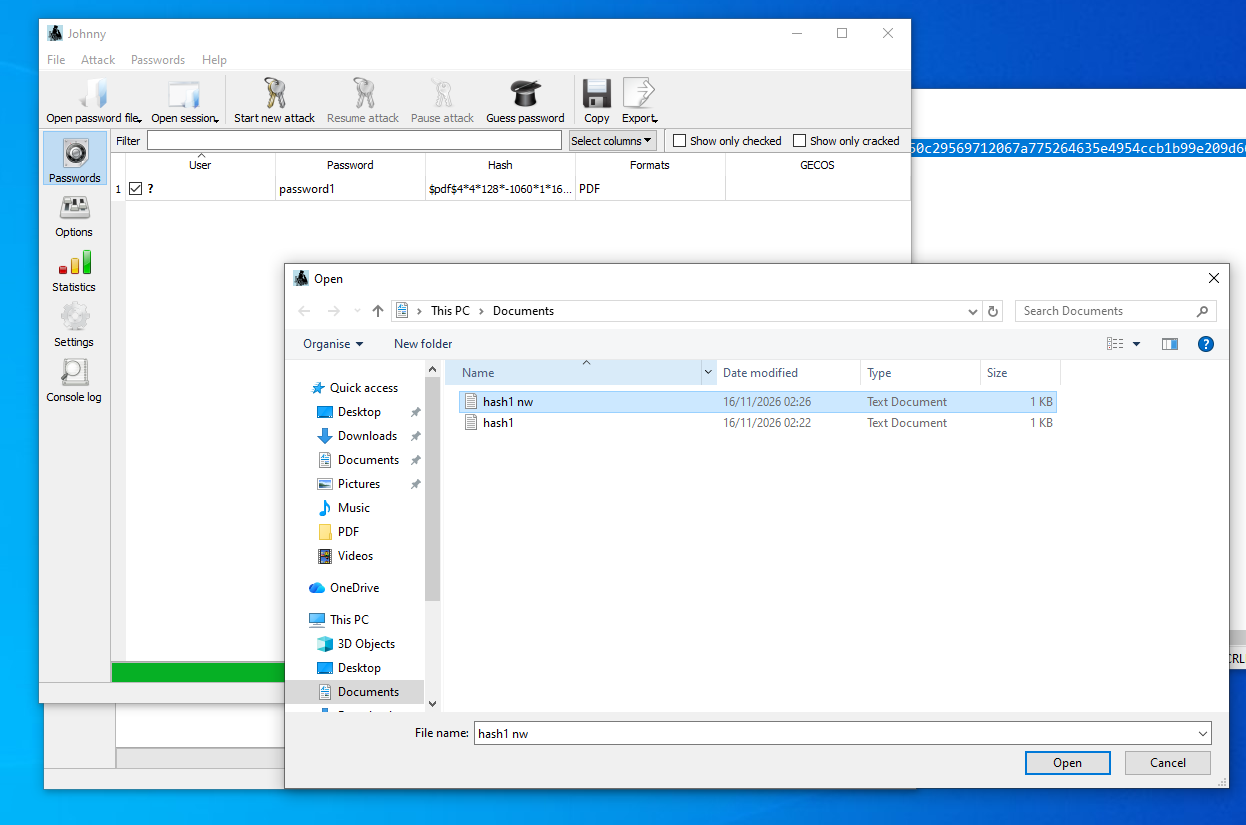 Johnny
File Attack Passwords Help
Open password file Open session Start new attack Resume attack Pause attack Guess password Copy Export
Filter Select columns Show only checked Show only cracked
Passwords
Options
Statistics
Settings
Console log
User Password Hash Formats GECOS
1 ? password1 $pdf$4*4*128*-1060*1*16... PDF
50c29569712067a775264635e4954ccb1b99e209d6
Open
This PC Documents Search Documents
Organise New folder
Name Date modified Type Size
hash1 nw 16/11/2026 02:26 Text Document 1 KB
hash1 16/11/2026 02:22 Text Document 1 KB
Quick access
Desktop
Downloads
Documents
Pictures
Music
PDF
Videos
OneDrive
This PC
3D Objects
Desktop
Documents
File name: hash1 nw
Open Cancel
CRL